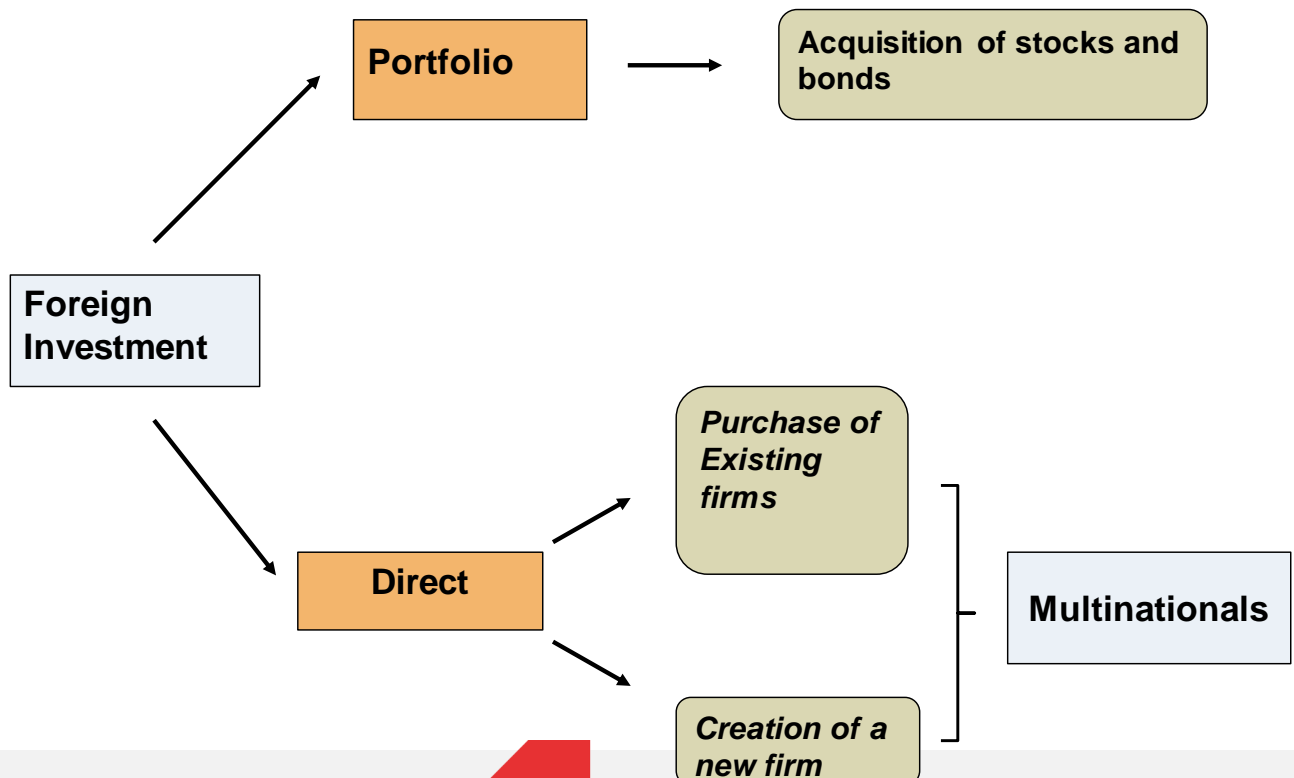 Portfolio
Acquisition of stocks and
bonds
Foreign
Investment
Purchase of
Existing
firms
Direct
Multinationals
Creation of a
new firm